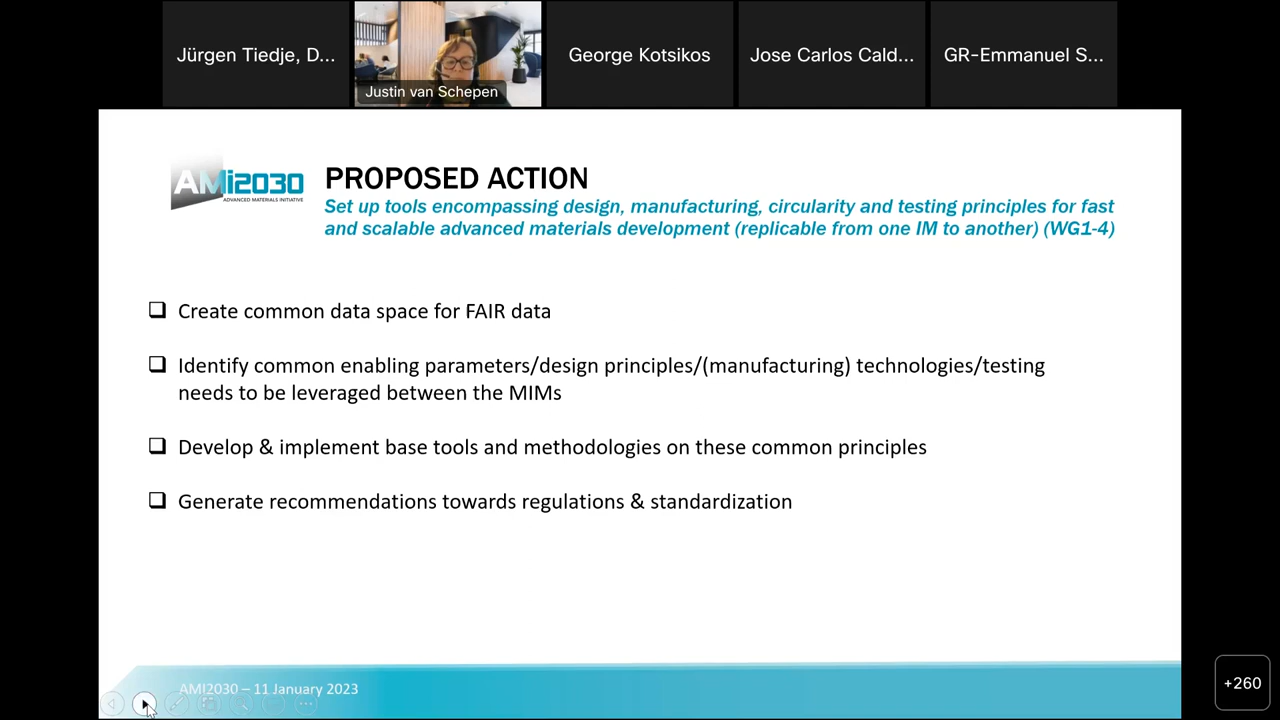 Jürgen Tiedje, D...
Justin van Schepen
George Kotsikos
Jose Carlos Cald...
GR-Emmanuel S...
AMi2030
ADVANCED MATERIALS INITIATIVE
PROPOSED ACTION
Set up tools encompassing design, manufacturing, circularity and testing principles for fast
and scalable advanced materials development (replicable from one IM to another) (WG1-4)
Create common data space for FAIR data
Identify common enabling parameters/design principles/(manufacturing) technologies/testing
needs to be leveraged between the MIMs
Develop & implement base tools and methodologies on these common principles
Generate recommendations towards regulations & standardization
AMI2030 – 11 January 2023
+260